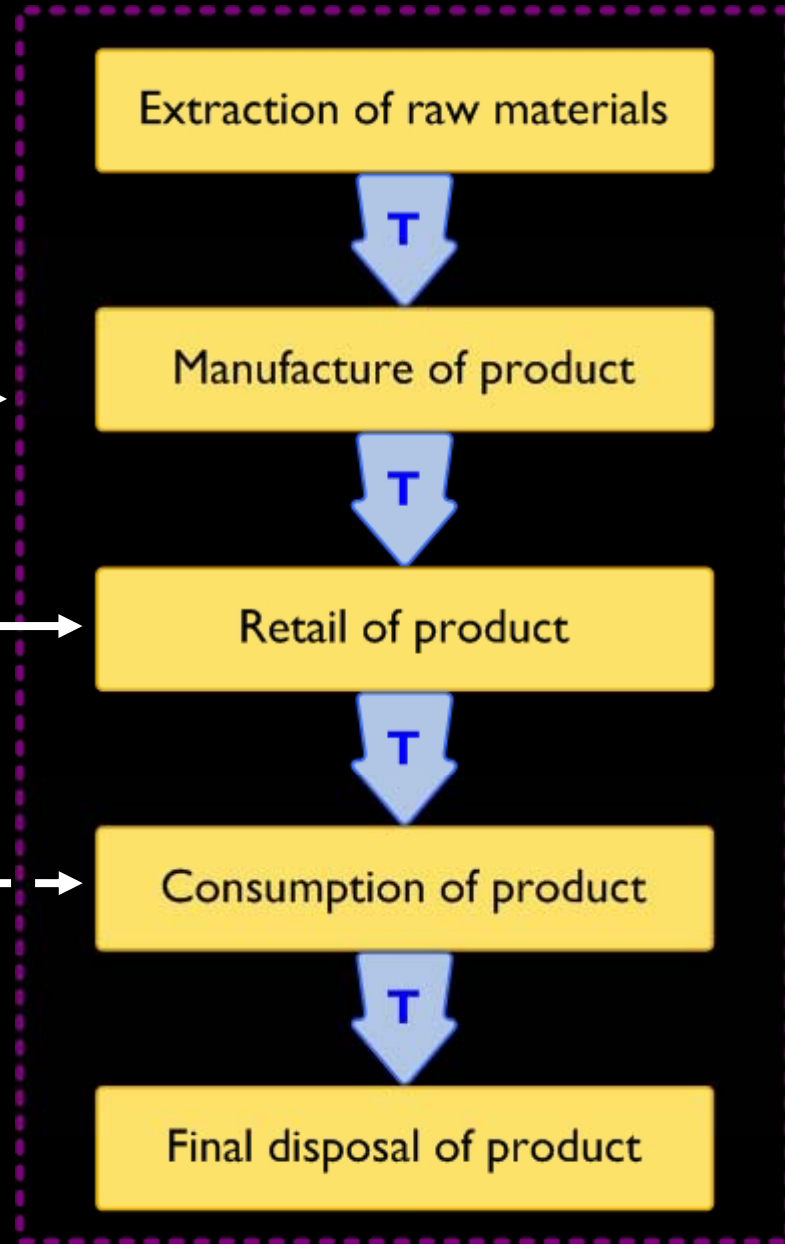 Extraction of raw materials
T
Manufacture of product
T
Retail of product
T
Consumption of product
T
Final disposal of product